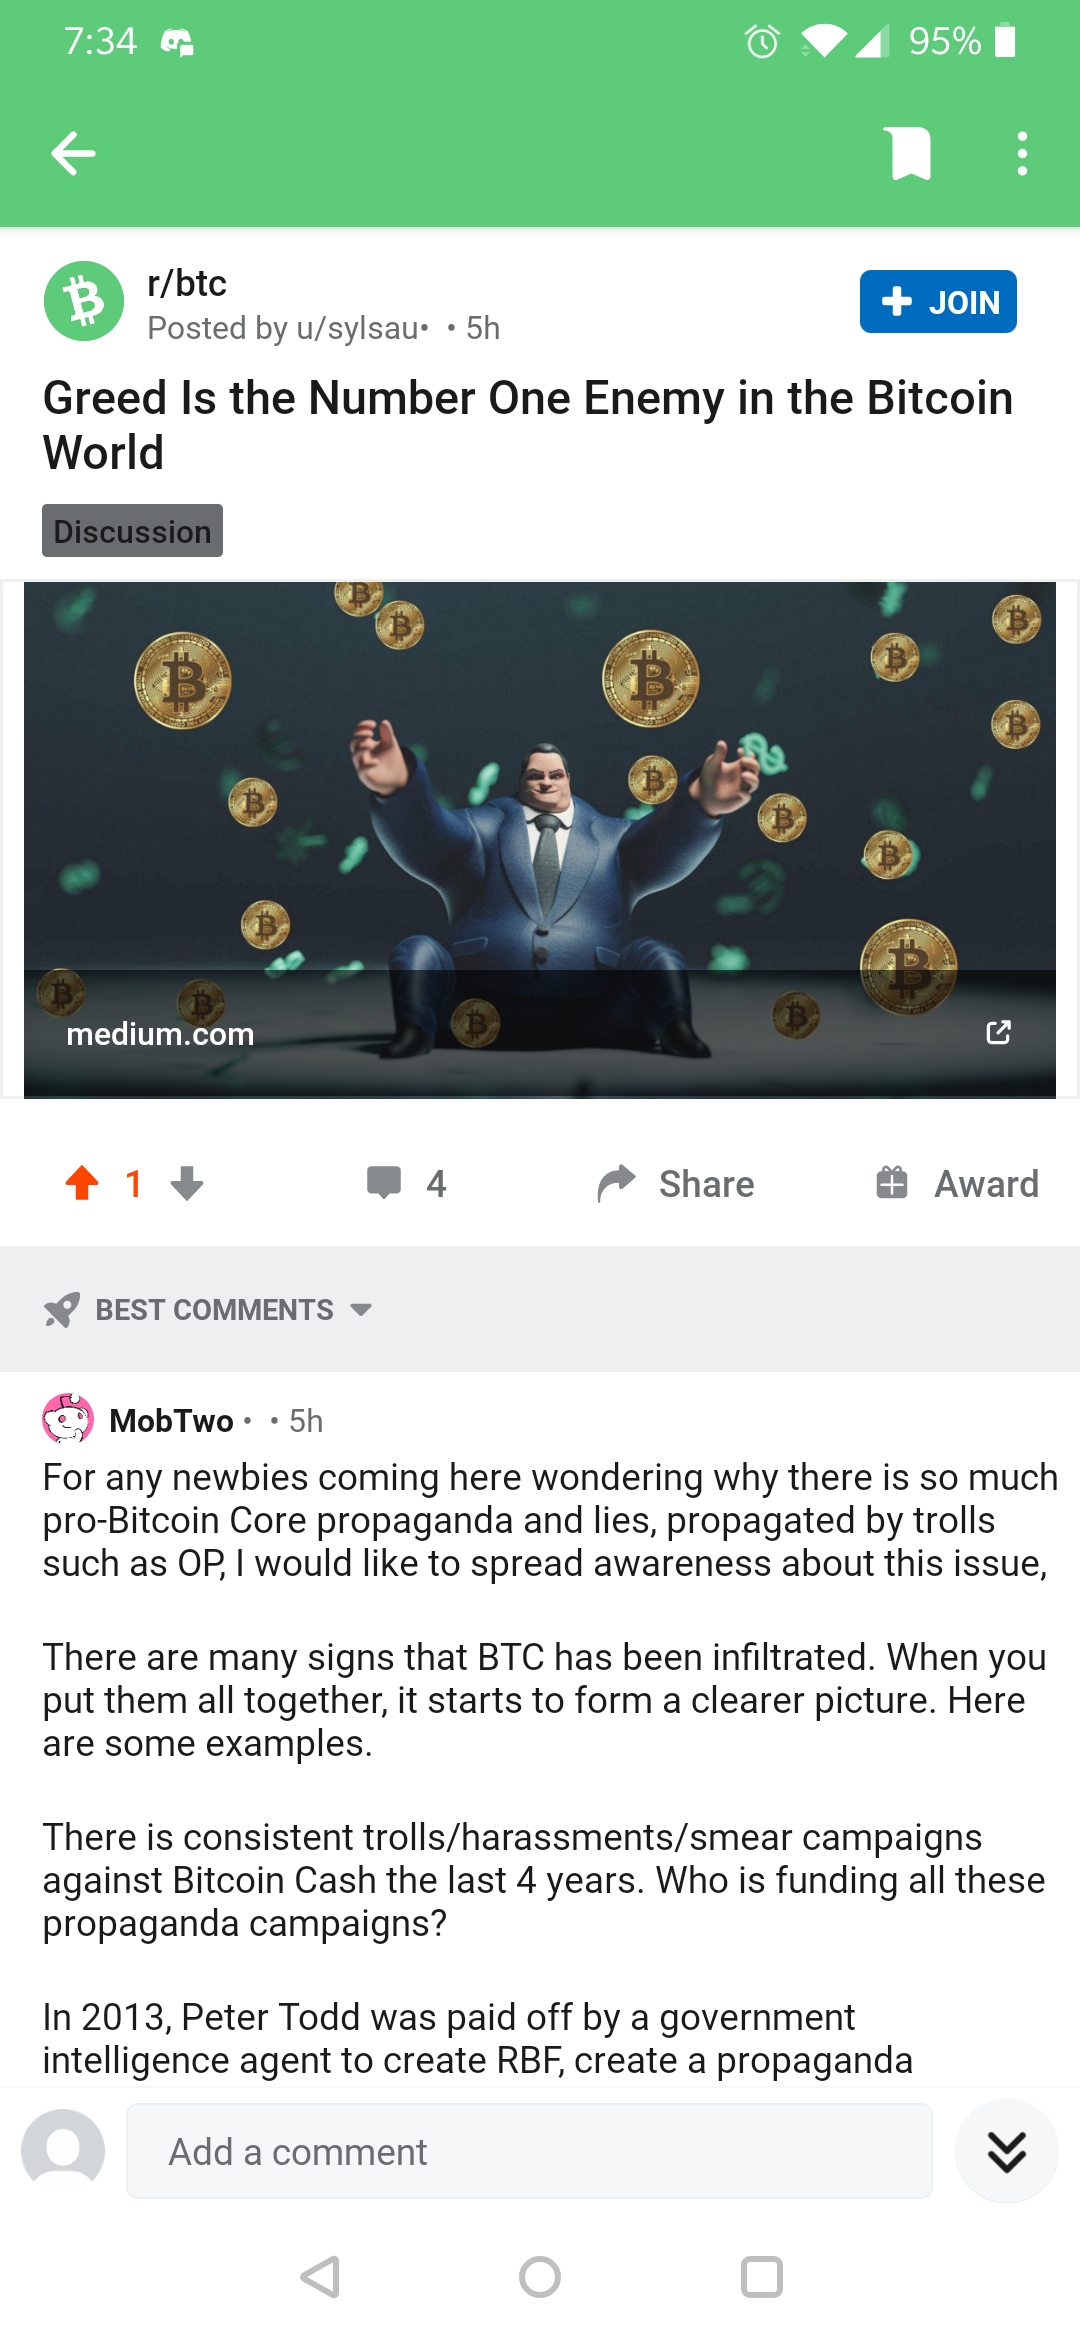 7:34
95%
r/btc
Posted by u/sylsau• • 5h
JOIN
Greed Is the Number One Enemy in the Bitcoin
World
Discussion
medium.com
1
4
Share
Award
BEST COMMENTS
MobTwo • • 5h
For any newbies coming here wondering why there is so much
pro-Bitcoin Core propaganda and lies, propagated by trolls
such as OP, I would like to spread awareness about this issue,
There are many signs that BTC has been infiltrated. When you
put them all together, it starts to form a clearer picture. Here
are some examples.
There is consistent trolls/harassments/smear campaigns
against Bitcoin Cash the last 4 years. Who is funding all these
propaganda campaigns?
In 2013, Peter Todd was paid off by a government
intelligence agent to create RBF, create a propaganda
Add a comment